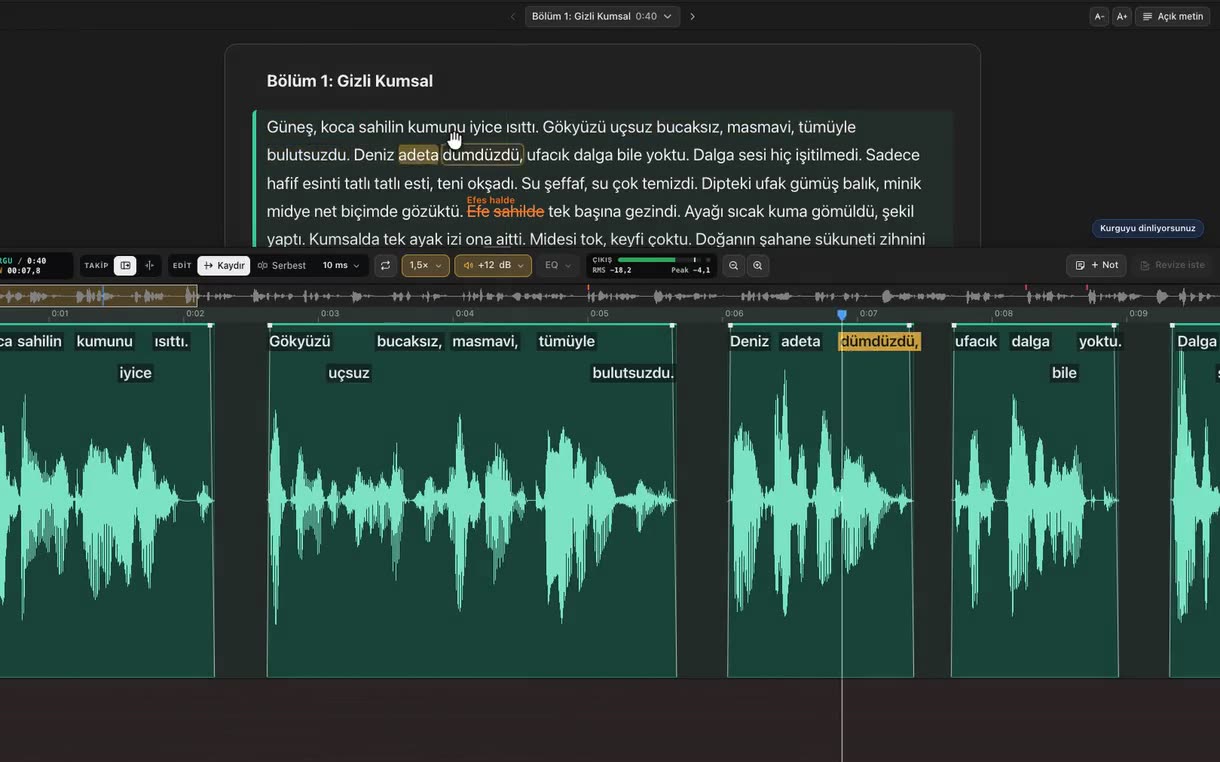 Bölüm 1: Gizli Kumsal 0:40
A- A+ Açık metin
Bölüm 1: Gizli Kumsal
Güneş, koca sahilin kumunu iyice ısıttı. Gökyüzü uçsuz bucaksız, masmavi, tümüyle
bulutsuzdu. Deniz adeta dümdüzdü, ufacık dalga bile yoktu. Dalga sesi hiç işitilmedi. Sadece
hafif esinti tatlı tatlı esti, teni okşadı. Su şeffaf, su çok temizdi. Dipteki ufak gümüş balık, minik
Efes halde
midye net biçimde gözüktü. Efe sahilde tek başına gezindi. Ayağı sıcak kuma gömüldü, şekil
yaptı. Kumsalda tek ayak izi ona aitti. Midesi tok, keyfi çoktu. Doğanın şahane sükuneti zihnini
Kurguyu dinliyorsunuz
RGU / 0:40
00:07,8
TAKİP EDİT Kaydır Serbest 10 ms 1,5× +12 dB EQ
ÇIKIŞ
RMS -18,2 Peak -4,1
+ Not Revize iste
0:01 0:02 0:03 0:04 0:05 0:06 0:07 0:08 0:09
ca sahilin kumunu ısıttı. Gökyüzü bucaksız, masmavi, tümüyle Deniz adeta dümdüzdü, ufacık dalga yoktu. Dalga
iyice uçsuz bulutsuzdu. bile